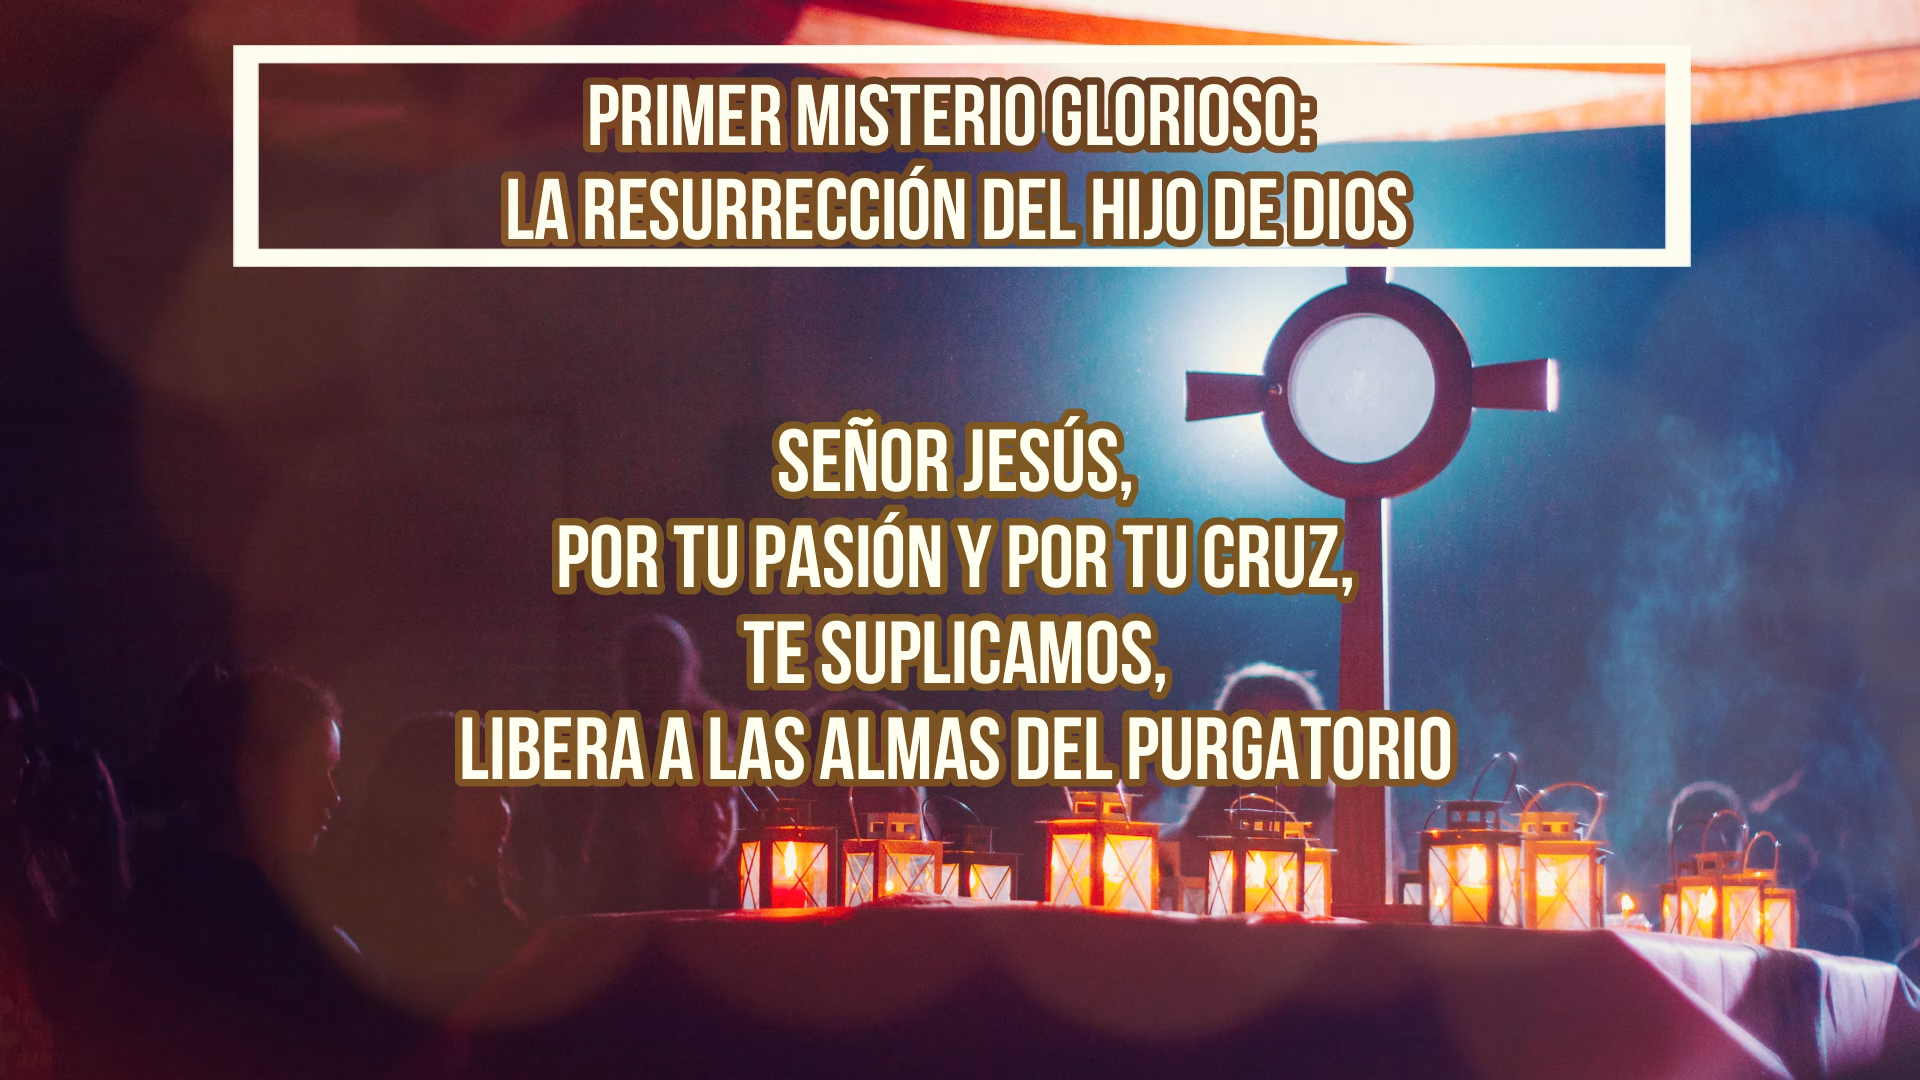 PRIMER MISTERIO GLORIOSO:
LA RESURRECCIÓN DEL HIJO DE DIOS
SEÑOR JESÚS,
POR TU PASIÓN Y POR TU CRUZ,
TE SUPLICAMOS,
LIBERA A LAS ALMAS DEL PURGATORIO